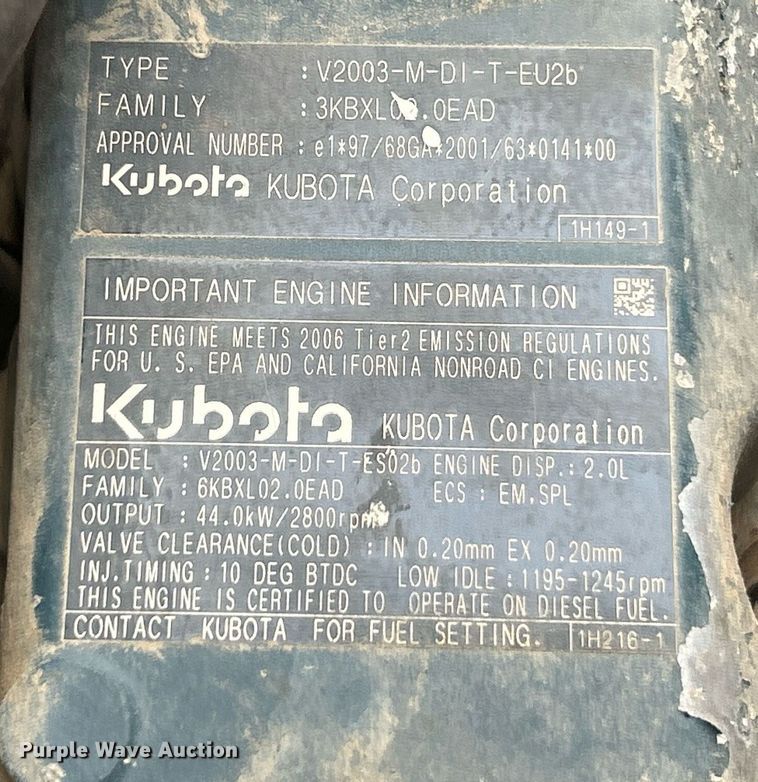 TYPE : V2003-M-DI-T-EU2b
FAMILY : 3KBXL02.0EAD
APPROVAL NUMBER : e1*97/68GA*2001/63*0141*00
Kubota KUBOTA Corporation
1H149-1
IMPORTANT ENGINE INFORMATION
THIS ENGINE MEETS 2006 Tier2 EMISSION REGULATIONS
FOR U. S. EPA AND CALIFORNIA NONROAD CI ENGINES.
Kubota KUBOTA Corporation
MODEL : V2003-M-DI-T-ES02b ENGINE DISP.: 2.0L
FAMILY : 6KBXL02.0EAD ECS : EM.SPL
OUTPUT : 44.0kW/2800rpm
VALVE CLEARANCE(COLD) : IN 0.20mm EX 0.20mm
INJ.TIMING : 10 DEG BTDC LOW IDLE : 1195-1245rpm
THIS ENGINE IS CERTIFIED TO OPERATE ON DIESEL FUEL.
CONTACT KUBOTA FOR FUEL SETTING. 1H216-1
Purple Wave Auction